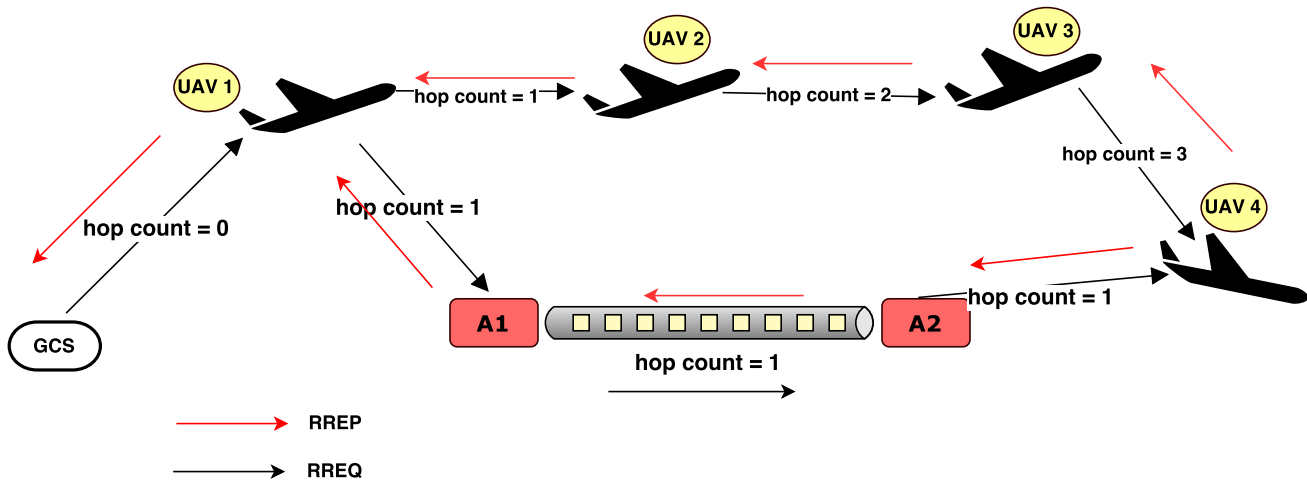 UAV 3
UAV 2
UAV 1
hop count = 1
hop count = 2
hop count = 3
hop count = 1
UAV 4
hop count = 0
hop count = 1
A1
A2
GCS
hop count = 1
RREP
RREQ